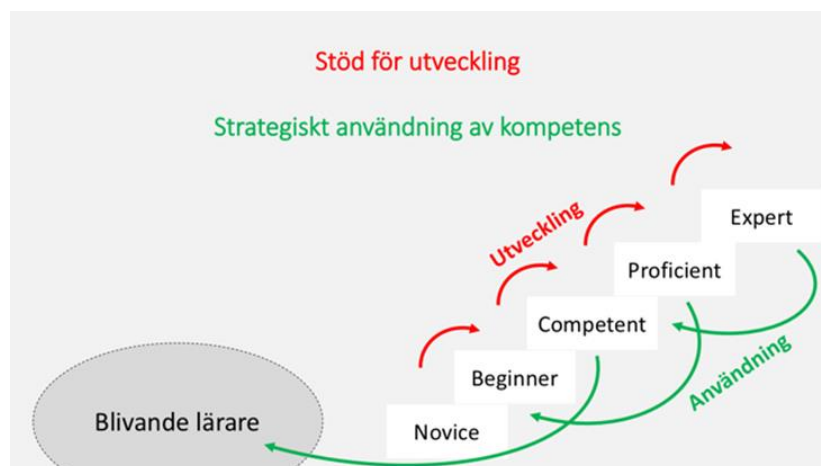 Stöd för utveckling
Strategiskt användning av kompetens
Utveckling
Expert
Proficient
Competent
Användning
Beginner
Blivande lärare
Novice